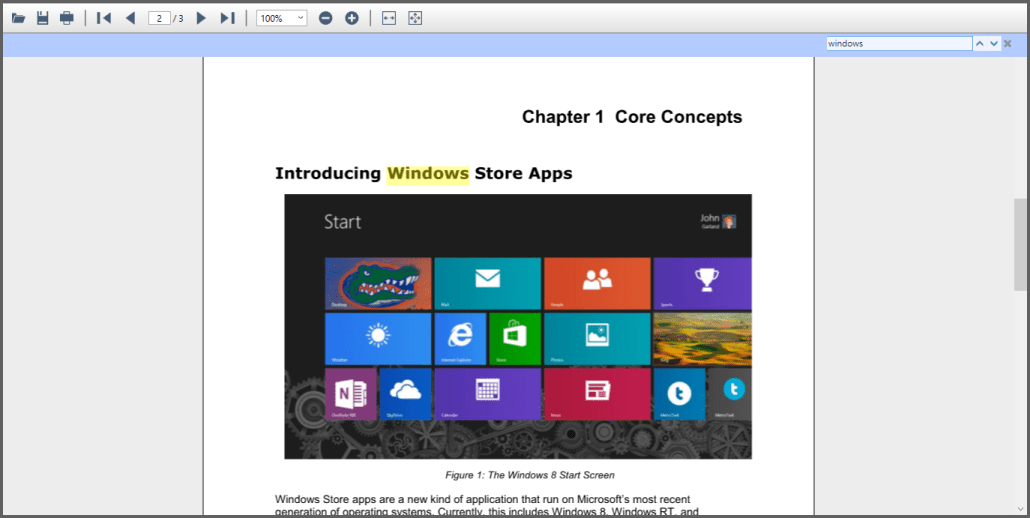 2 / 3 100%
windows
Chapter 1 Core Concepts
Introducing Windows Store Apps
Start
John
Garland
Desktop Mail People Sports
Weather Internet Explorer Store Photos
OneNote MX SkyDrive Calendar News MetroTwit MetroTwit
Figure 1: The Windows 8 Start Screen
Windows Store apps are a new kind of application that run on Microsoft's most recent
generation of operating systems. Currently, this includes Windows 8, Windows RT, and